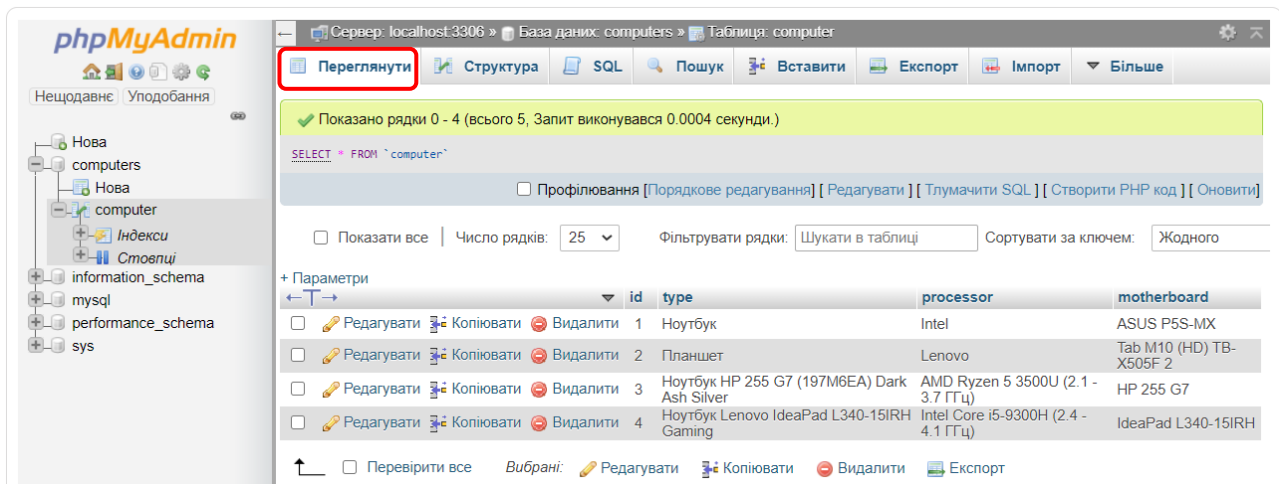 phpMyAdmin
Нещодавнє Уподобання
Нова
computers
Нова
computer
Індекси
Стовпці
information_schema
mysql
performance_schema
sys
Сервер: localhost:3306 » База даних: computers » Таблиця: computer
Переглянути Структура SQL Пошук Вставити Експорт Імпорт Більше
Показано рядки 0 - 4 (всього 5, Запит виконувався 0.0004 секунди.)
SELECT * FROM `computer`
Профілювання [Порядкове редагування] [ Редагувати ] [ Тлумачити SQL ] [ Створити PHP код ] [ Оновити]
Показати все Число рядків: 25 Фільтрувати рядки: Шукати в таблиці Сортувати за ключем: Жодного
+ Параметри
←T→ id type processor motherboard
Редагувати Копіювати Видалити 1 Ноутбук Intel ASUS P5S-MX
Редагувати Копіювати Видалити 2 Планшет Lenovo Tab M10 (HD) TB-
X505F 2
Редагувати Копіювати Видалити 3 Ноутбук HP 255 G7 (197M6EA) Dark AMD Ryzen 5 3500U (2.1 - HP 255 G7
Ash Silver 3.7 ГГц)
Редагувати Копіювати Видалити 4 Ноутбук Lenovo IdeaPad L340-15IRH Intel Core i5-9300H (2.4 - IdeaPad L340-15IRH
Gaming 4.1 ГГц)
Перевірити все Вибрані: Редагувати Копіювати Видалити Експорт